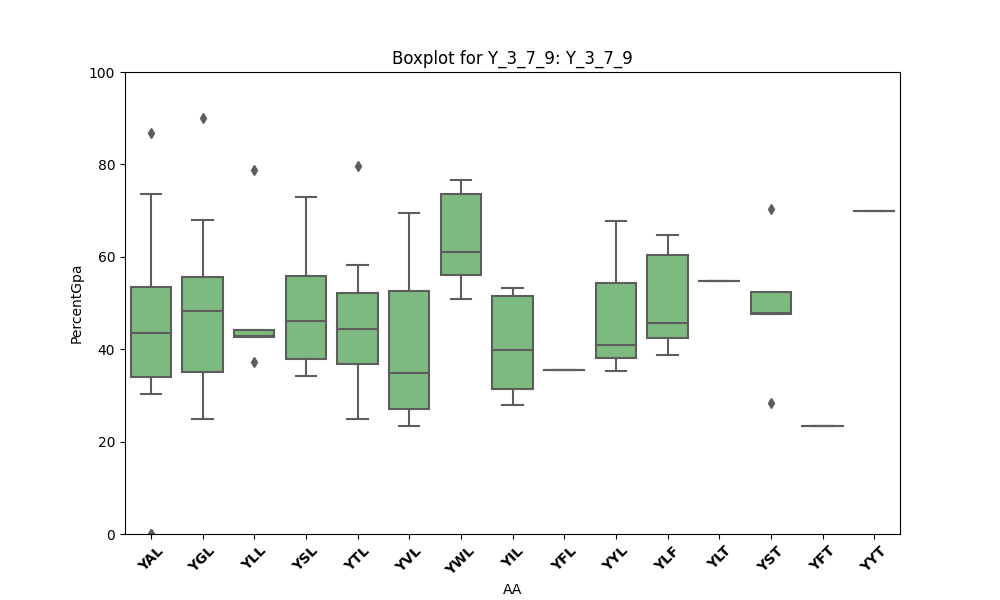 Boxplot for Y_3_7_9: Y_3_7_9
100
80
60
40
20
0
PercentGpa
YAL YGL YLL YSL YTL YVL YWL YIL YFL YYL YLF YLT YST YFT YYT
AA